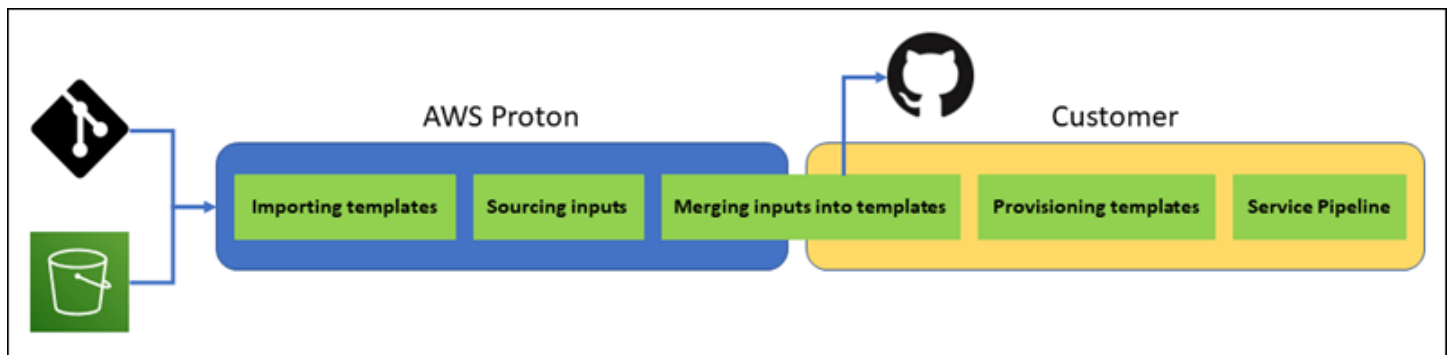 AWS Proton
Customer
Importing templates
Sourcing inputs
Merging inputs into templates
Provisioning templates
Service Pipeline